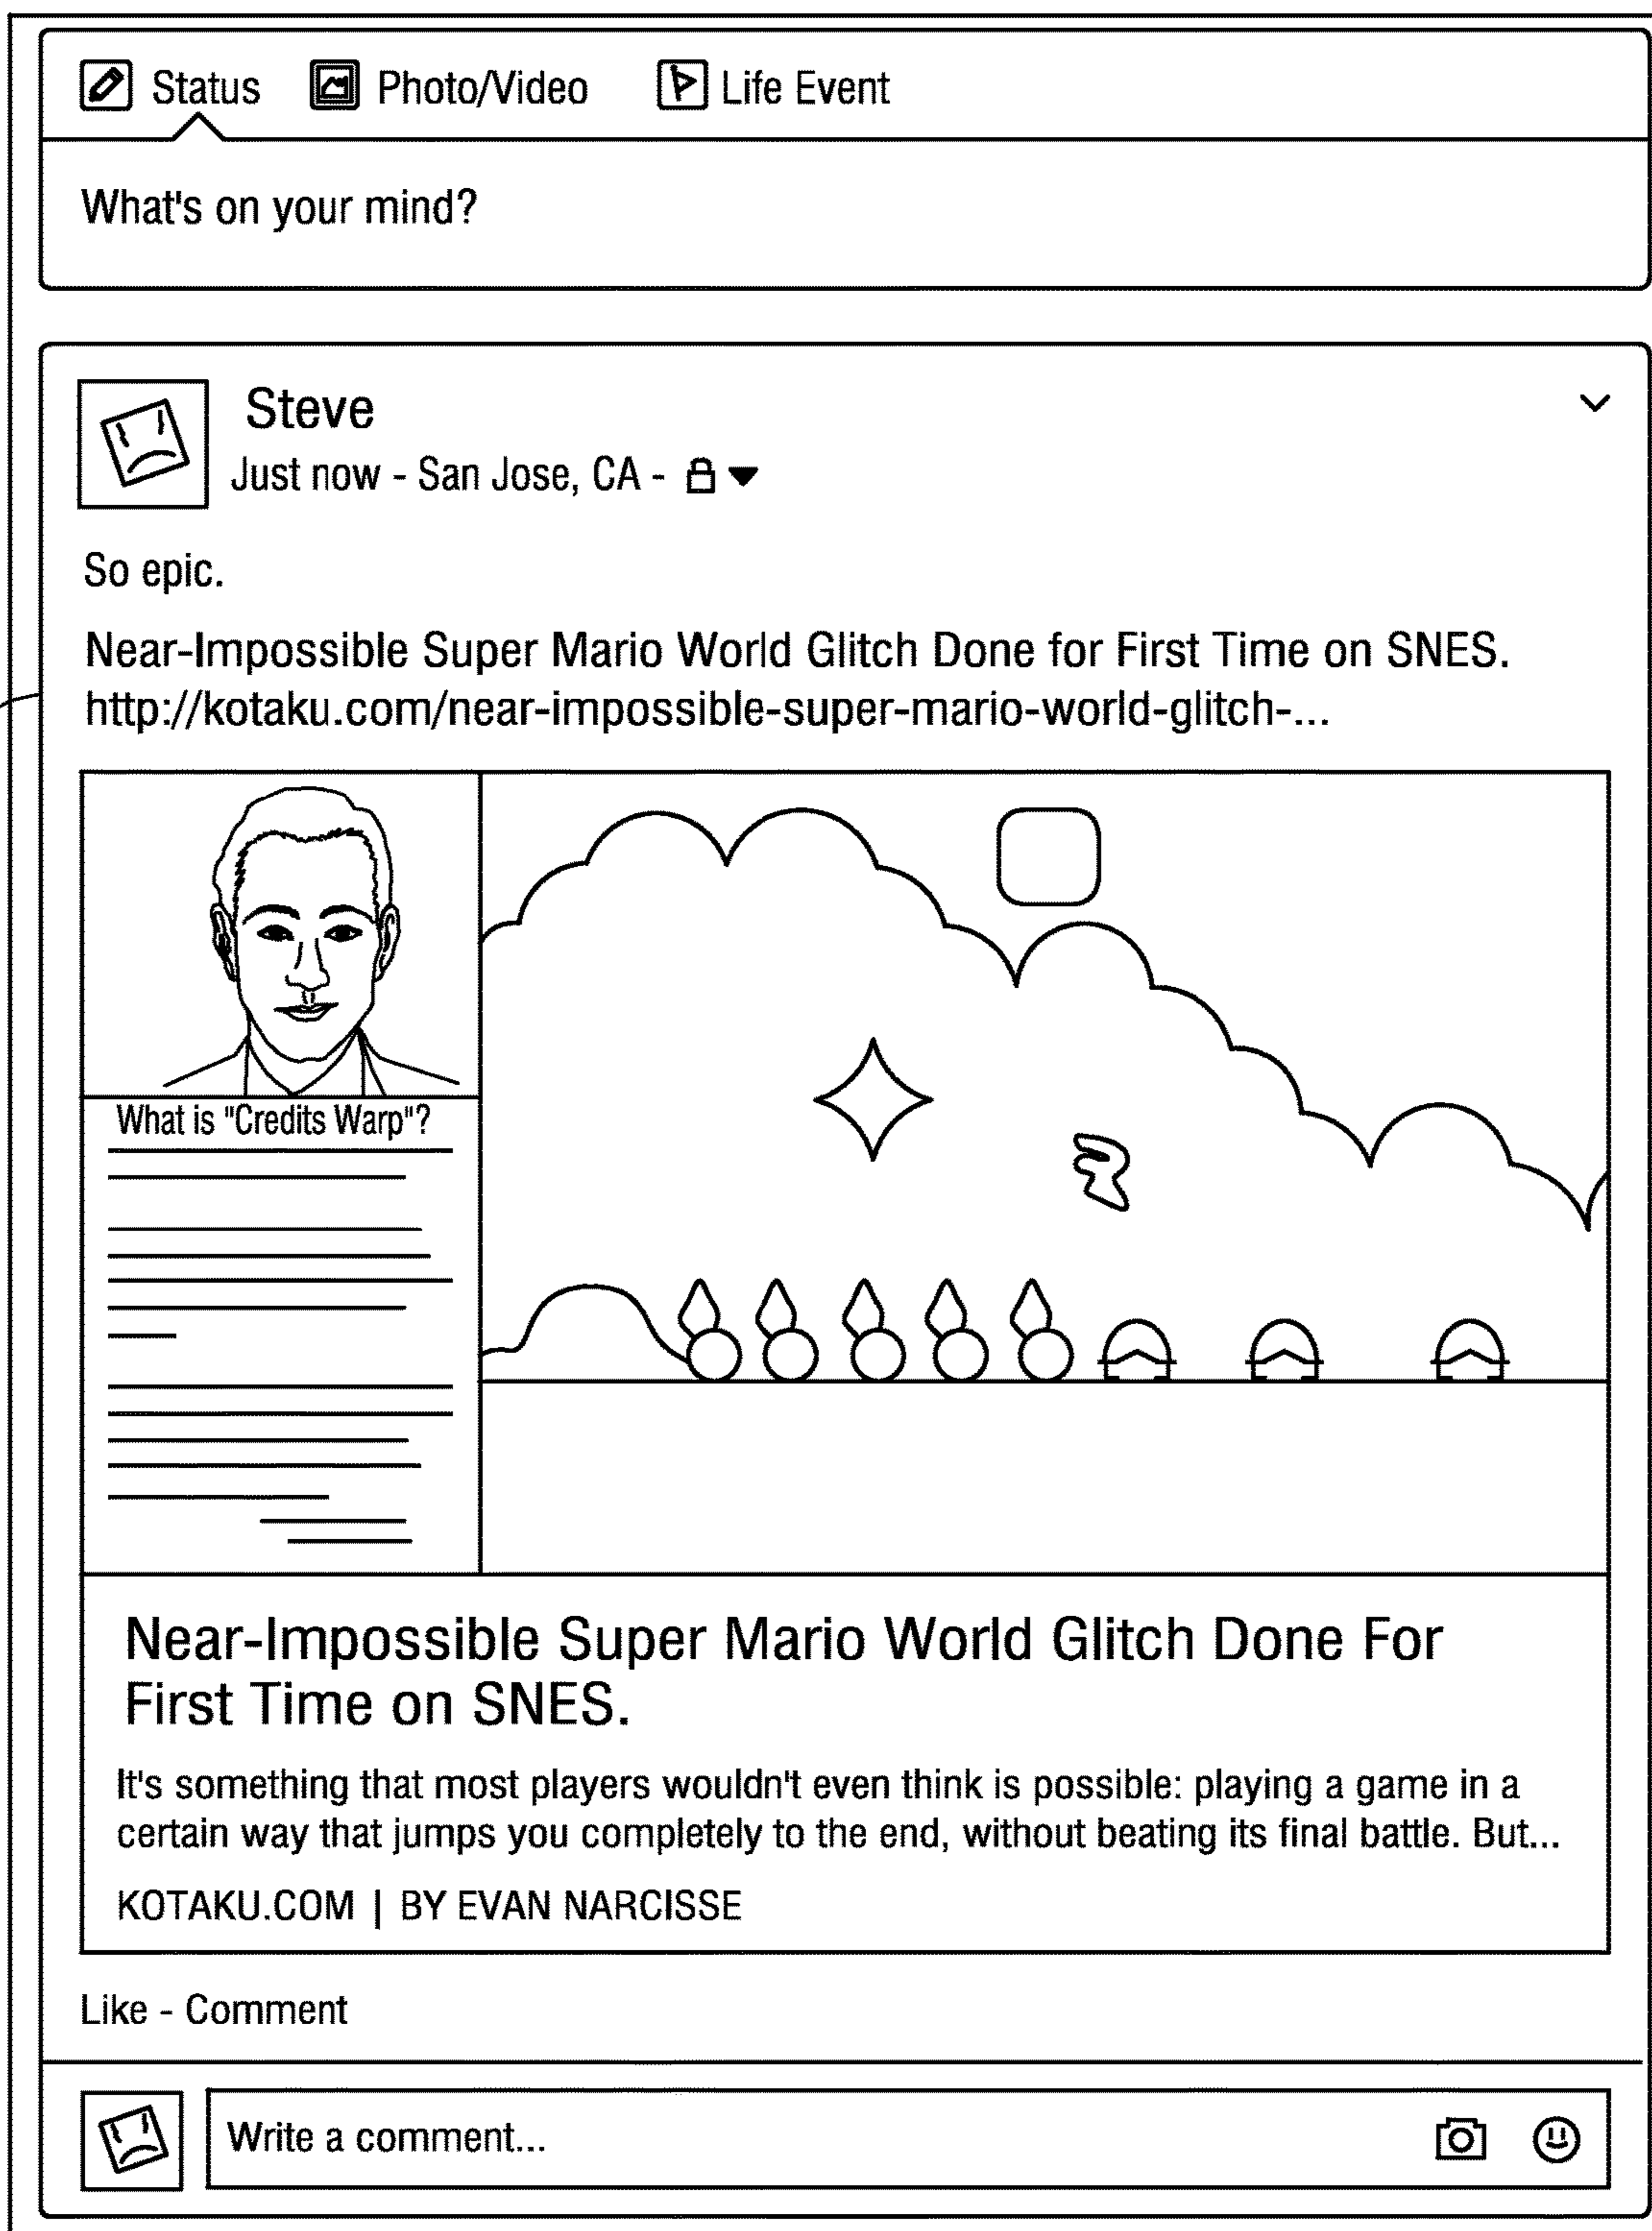 Status Photo/Video Life Event
What's on your mind?
Steve
Just now - San Jose, CA -
So epic.
Near-Impossible Super Mario World Glitch Done for First Time on SNES.
http://kotaku.com/near-impossible-super-mario-world-glitch-...
What is "Credits Warp"?
Near-Impossible Super Mario World Glitch Done For
First Time on SNES.
It's something that most players wouldn't even think is possible: playing a game in a
certain way that jumps you completely to the end, without beating its final battle. But...
KOTAKU.COM | BY EVAN NARCISSE
Like - Comment
Write a comment...